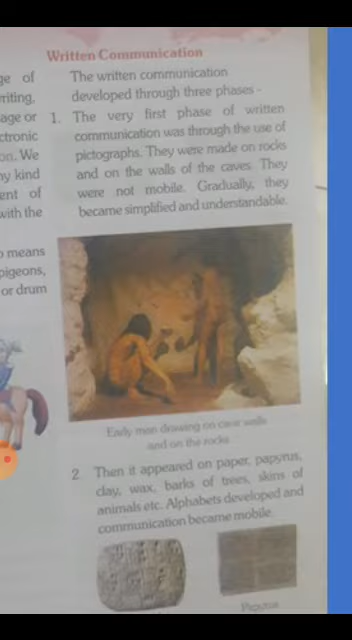 Written Communication
The written communication
developed through three phases -
1. The very first phase of written
communication was through the use of
pictographs. They were made on rocks
and on the walls of the caves. They
were not mobile. Gradually, they
became simplified and understandable.
Early men drawing on cave walls
and on the rocks
2. Then it appeared on paper, papyrus,
clay, wax, barks of trees, skins of
animals etc. Alphabets developed and
communication became mobile.
Papyrus
ge of
riting,
age or
ctronic
on. We
ny kind
ent of
with the
means
pigeons,
or drum